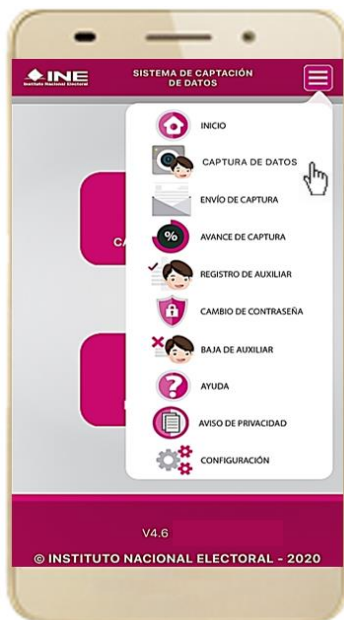 INE
Instituto Nacional Electoral
SISTEMA DE CAPTACIÓN
DE DATOS
INICIO
CAPTURA DE DATOS
ENVÍO DE CAPTURA
CA
%
AVANCE DE CAPTURA
REGISTRO DE AUXILIAR
CAMBIO DE CONTRASEÑA
BAJA DE AUXILIAR
?
AYUDA
AVISO DE PRIVACIDAD
CONFIGURACIÓN
V4.6
© INSTITUTO NACIONAL ELECTORAL - 2020